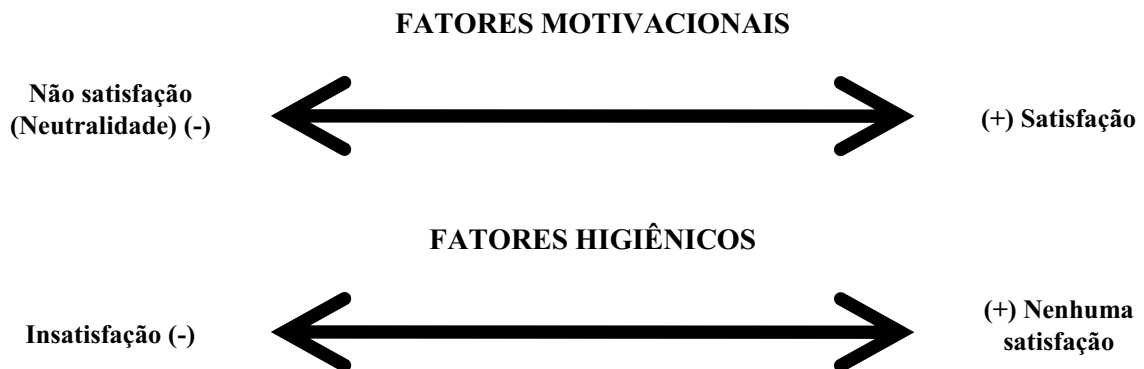 FATORES MOTIVACIONAIS
Não satisfação
(Neutralidade) (-)
(+) Satisfação
FATORES HIGIÊNICOS
Insatisfação (-)
(+) Nenhuma
satisfação